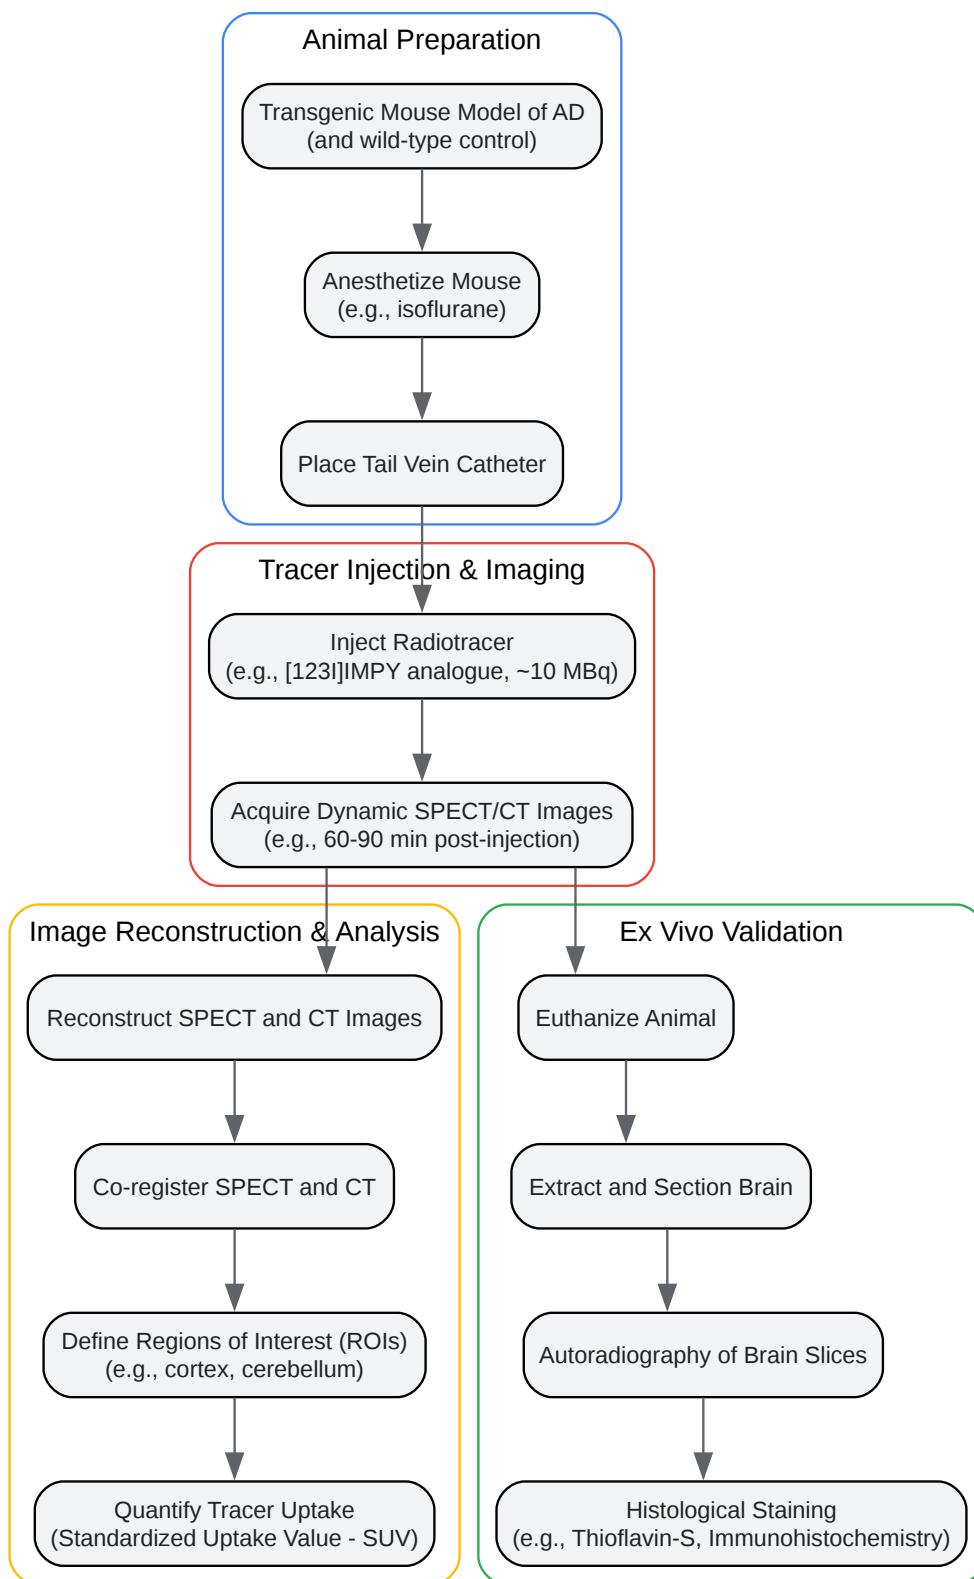 Animal Preparation
Transgenic Mouse Model of AD
(and wild-type control)
Anesthetize Mouse
(e.g., isoflurane)
Place Tail Vein Catheter
Tracer Injection & Imaging
Inject Radiotracer
(e.g., [123I]IMPY analogue, ~10 MBq)
Acquire Dynamic SPECT/CT Images
(e.g., 60-90 min post-injection)
Image Reconstruction & Analysis
Reconstruct SPECT and CT Images
Co-register SPECT and CT
Define Regions of Interest (ROIs)
(e.g., cortex, cerebellum)
Quantify Tracer Uptake
(Standardized Uptake Value - SUV)
Ex Vivo Validation
Euthanize Animal
Extract and Section Brain
Autoradiography of Brain Slices
Histological Staining
(e.g., Thioflavin-S, Immunohistochemistry)